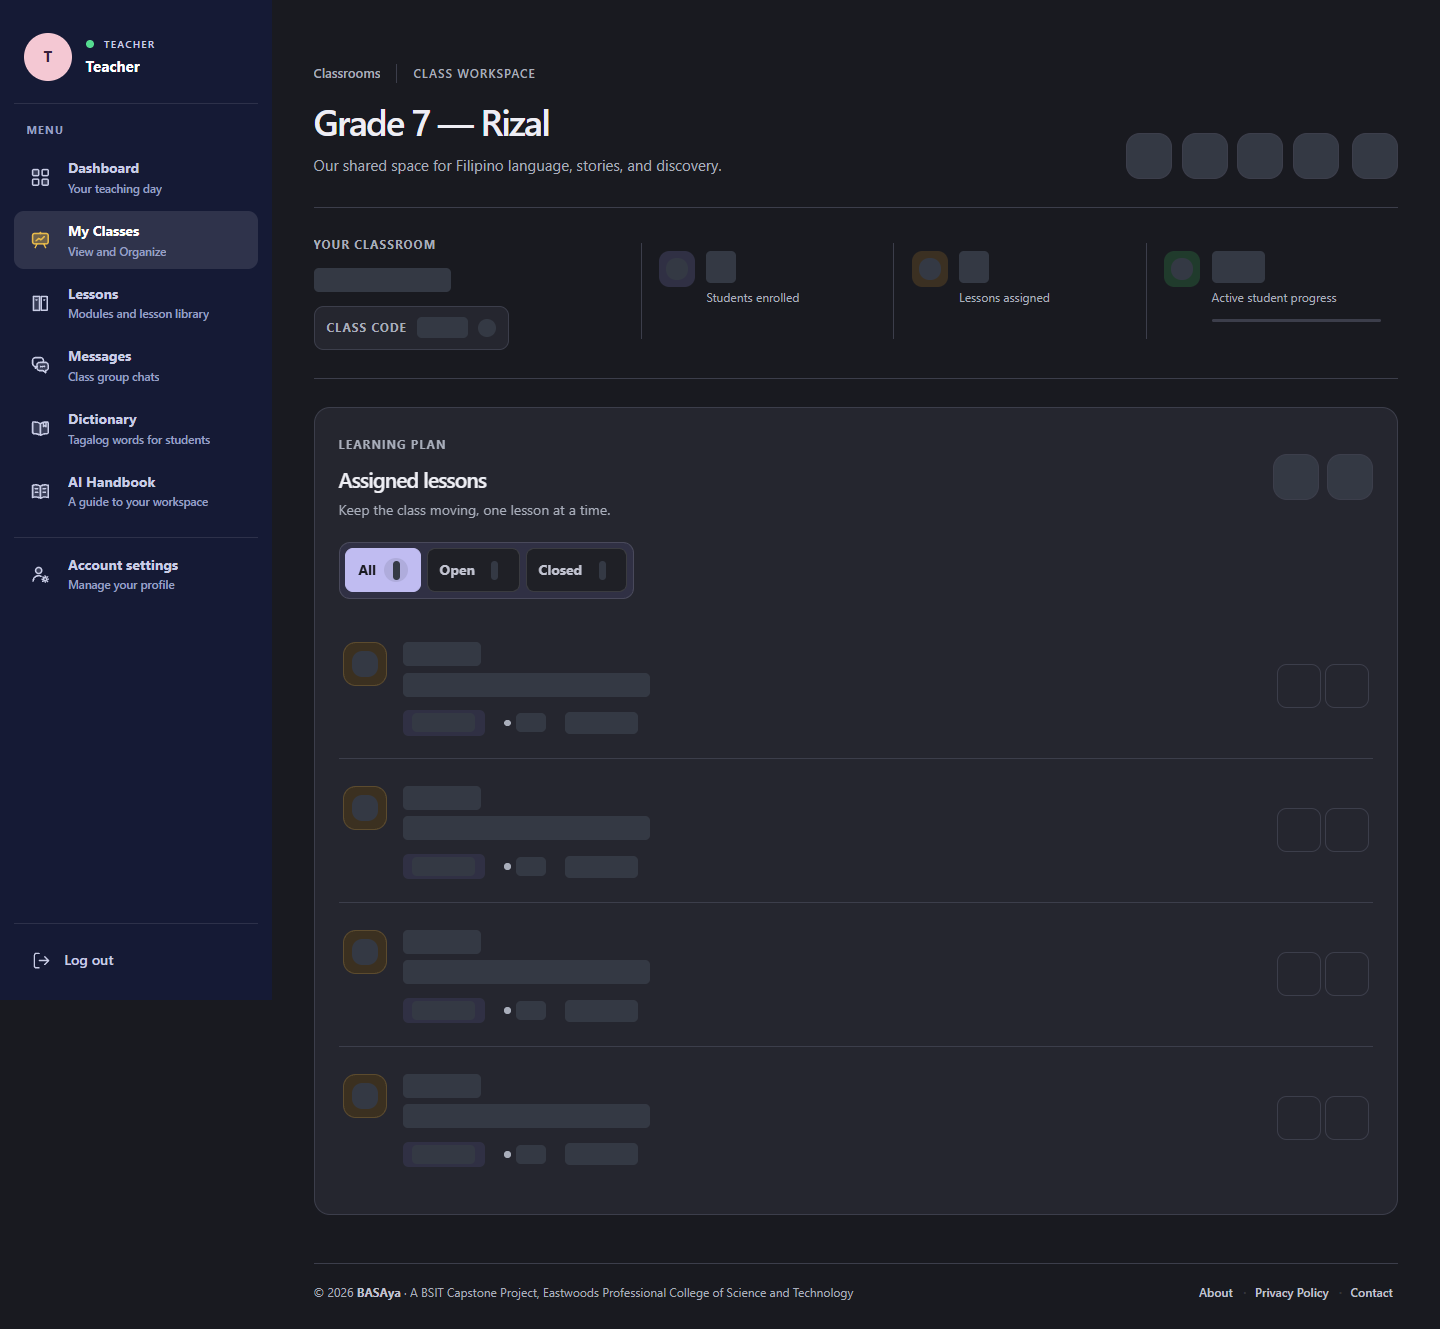 T
TEACHER
Teacher
MENU
Dashboard
Your teaching day
My Classes
View and Organize
Lessons
Modules and lesson library
Messages
Class group chats
Dictionary
Tagalog words for students
AI Handbook
A guide to your workspace
Account settings
Manage your profile
Log out
Classrooms
CLASS WORKSPACE
Grade 7 — Rizal
Our shared space for Filipino language, stories, and discovery.
YOUR CLASSROOM
CLASS CODE
Students enrolled
Lessons assigned
Active student progress
LEARNING PLAN
Assigned lessons
Keep the class moving, one lesson at a time.
All
Open
Closed
© 2026 BASAya · A BSIT Capstone Project, Eastwoods Professional College of Science and Technology
About · Privacy Policy · Contact